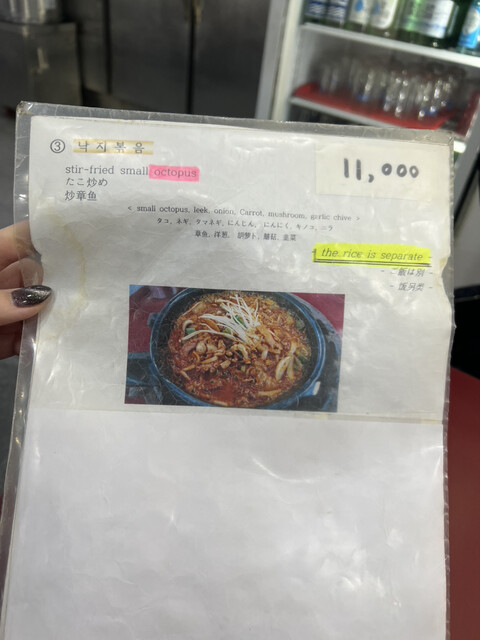 ③ 낙지볶음
11,000
stir-fried small octopus
たこ炒め
炒章鱼
< small octopus, leek, onion, Carrot, mushroom, garlic chive >
タコ、ネギ、タマネギ、にんじん、にんにく、キノコ、ニラ
章鱼, 洋葱, 胡萝卜, 蘑菇, 韭菜
- the rice is separate -
- ご飯は別 -
- 饭另类 -